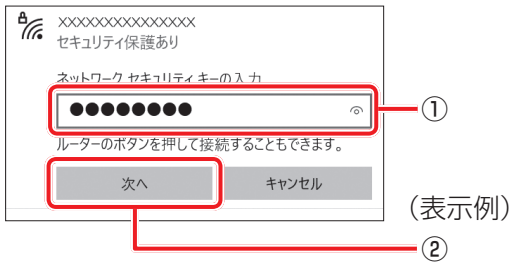 XXXXXXXXXXXXXXX
セキュリティ保護あり
ネットワーク セキュリティ キーの入力
●●●●●●●●
①
ルーターのボタンを押して接続することもできます。
次へ
キャンセル
(表示例)
②